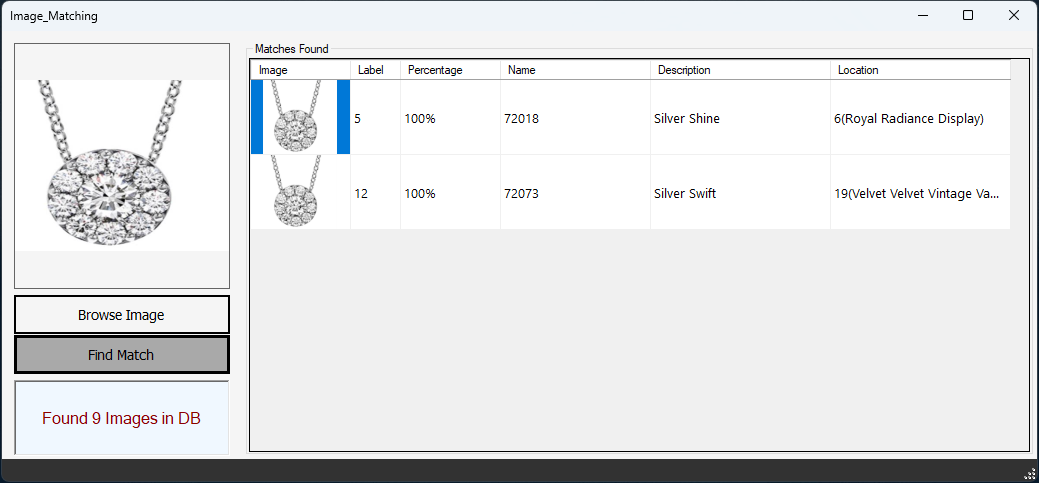 Image_Matching
Browse Image
Find Match
Found 9 Images in DB
Matches Found
Image Label Percentage Name Description Location
5 100% 72018 Silver Shine 6(Royal Radiance Display)
12 100% 72073 Silver Swift 19(Velvet Velvet Vintage Va...